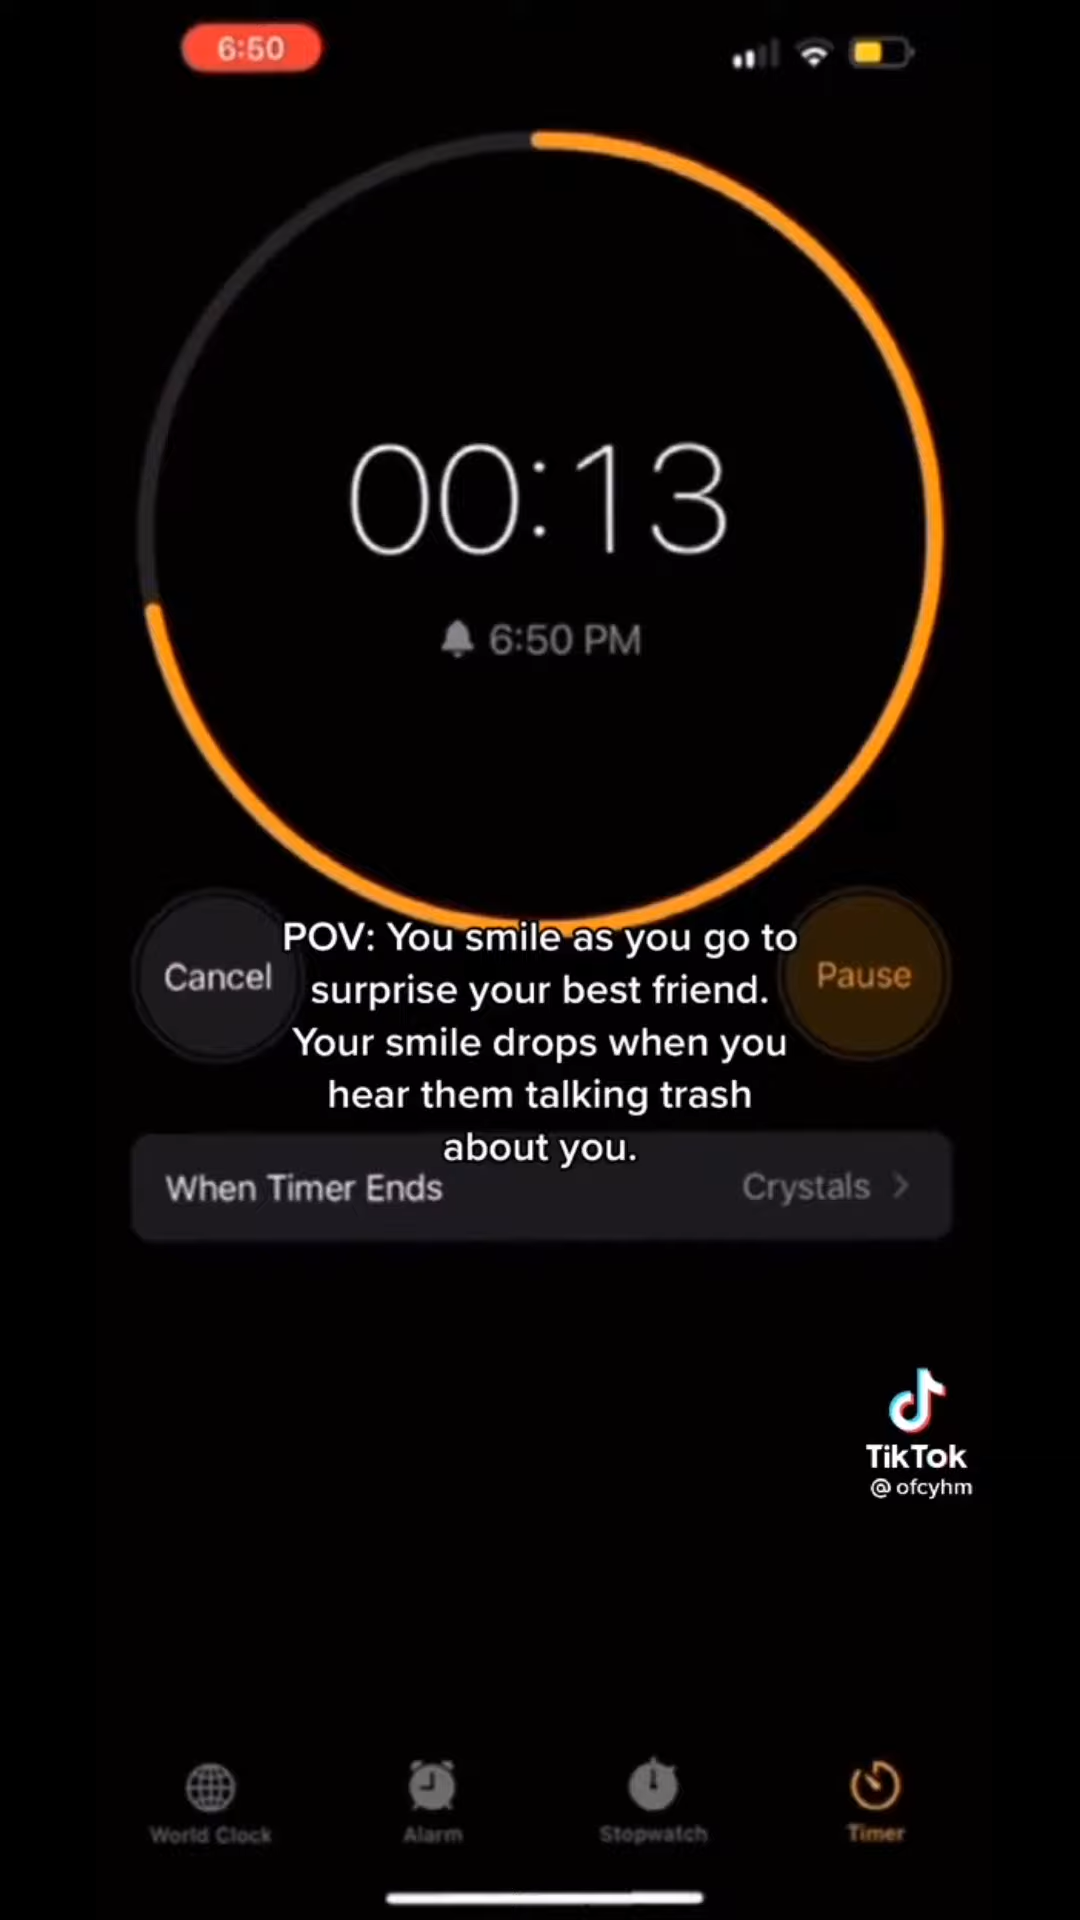 6:50
00:13
6:50 PM
POV: You smile as you go to
surprise your best friend.
Your smile drops when you
hear them talking trash
about you.
Cancel
Pause
When Timer Ends
Crystals
TikTok
@ofcyhm
World Clock
Alarm
Stopwatch
Timer